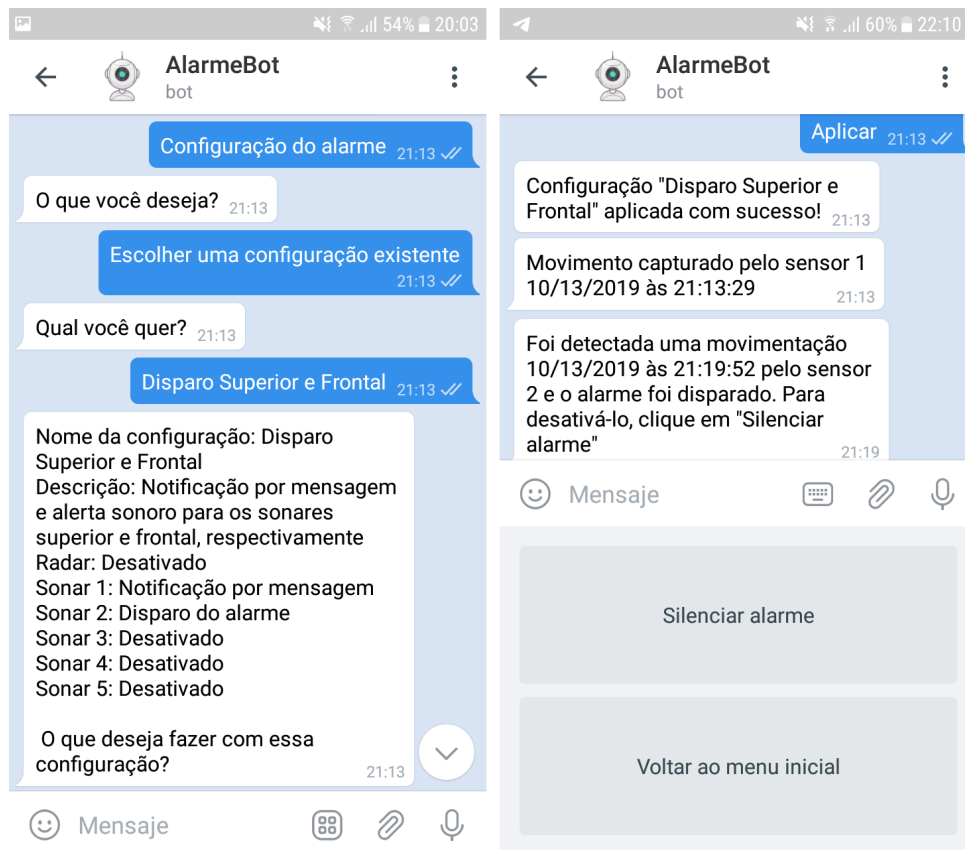 54% 20:03
AlarmeBot
bot
Configuração do alarme 21:13
O que você deseja? 21:13
Escolher uma configuração existente
21:13
Qual você quer? 21:13
Disparo Superior e Frontal 21:13
Nome da configuração: Disparo
Superior e Frontal
Descrição: Notificação por mensagem
e alerta sonoro para os sonares
superior e frontal, respectivamente
Radar: Desativado
Sonar 1: Notificação por mensagem
Sonar 2: Disparo do alarme
Sonar 3: Desativado
Sonar 4: Desativado
Sonar 5: Desativado
O que deseja fazer com essa
configuração?
21:13
Mensaje
60% 22:10
AlarmeBot
bot
Aplicar 21:13
Configuração "Disparo Superior e
Frontal" aplicada com sucesso! 21:13
Movimento capturado pelo sensor 1
10/13/2019 às 21:13:29 21:13
Foi detectada uma movimentação
10/13/2019 às 21:19:52 pelo sensor
2 e o alarme foi disparado. Para
desativá-lo, clique em "Silenciar
alarme" 21:19
Mensaje
Silenciar alarme
Voltar ao menu inicial